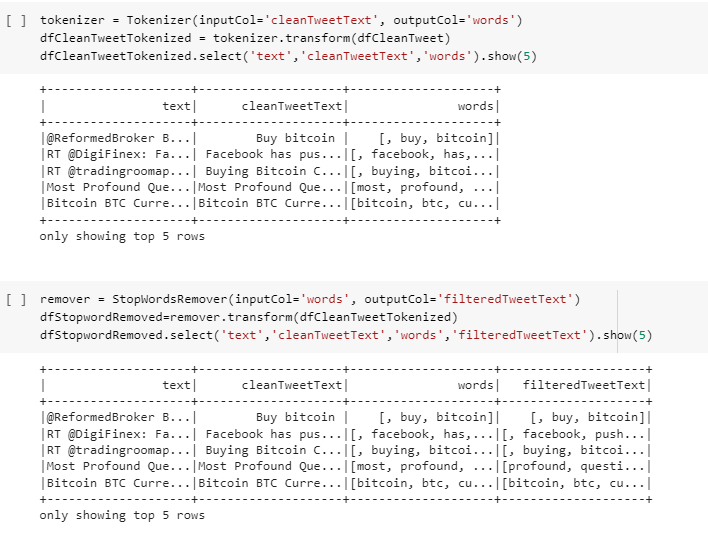 [ ] tokenizer = Tokenizer(inputCol='cleanTweetText', outputCol='words')
dfCleanTweetTokenized = tokenizer.transform(dfCleanTweet)
dfCleanTweetTokenized.select('text','cleanTweetText','words').show(5)
+--------------------+--------------------+--------------------+
|                text|      cleanTweetText|               words|
+--------------------+--------------------+--------------------+
|@ReformedBroker B...|        Buy bitcoin |    [, buy, bitcoin]|
|RT @DigiFinex: Fa...| Facebook has pus...|[, facebook, has,...|
|RT @tradingroomap...| Buying Bitcoin C...|[, buying, bitcoi...|
|Most Profound Que...|Most Profound Que...|[most, profound, ...|
|Bitcoin BTC Curre...|Bitcoin BTC Curre...|[bitcoin, btc, cu...|
+--------------------+--------------------+--------------------+
only showing top 5 rows
[ ] remover = StopWordsRemover(inputCol='words', outputCol='filteredTweetText')
dfStopwordRemoved=remover.transform(dfCleanTweetTokenized)
dfStopwordRemoved.select('text','cleanTweetText','words','filteredTweetText').show(5)
+--------------------+--------------------+--------------------+--------------------+
|                text|      cleanTweetText|               words|   filteredTweetText|
+--------------------+--------------------+--------------------+--------------------+
|@ReformedBroker B...|        Buy bitcoin |    [, buy, bitcoin]|    [, buy, bitcoin]|
|RT @DigiFinex: Fa...| Facebook has pus...|[, facebook, has,...|[, facebook, push...|
|RT @tradingroomap...| Buying Bitcoin C...|[, buying, bitcoi...|[, buying, bitcoi...|
|Most Profound Que...|Most Profound Que...|[most, profound, ...|[profound, questi...|
|Bitcoin BTC Curre...|Bitcoin BTC Curre...|[bitcoin, btc, cu...|[bitcoin, btc, cu...|
+--------------------+--------------------+--------------------+--------------------+
only showing top 5 rows